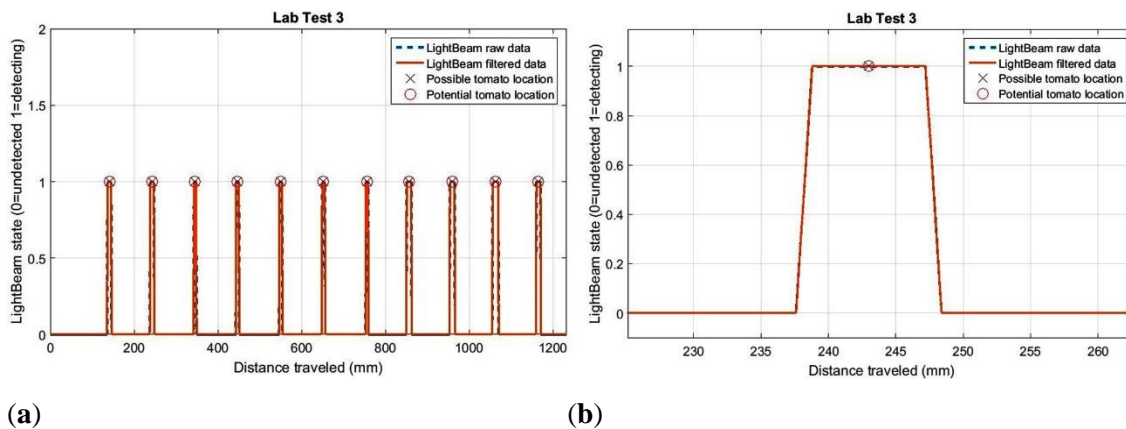 Lab Test 3
LightBeam state (0=undetected 1=detecting)
2
1.5
1
0.5
0
LightBeam raw data
LightBeam filtered data
Possible tomato location
Potential tomato location
0 200 400 600 800 1000 1200
Distance traveled (mm)
(a)
Lab Test 3
LightBeam state (0=undetected 1=detecting)
1
0.8
0.6
0.4
0.2
0
LightBeam raw data
LightBeam filtered data
Possible tomato location
Potential tomato location
230 235 240 245 250 255 260
Distance traveled (mm)
(b)